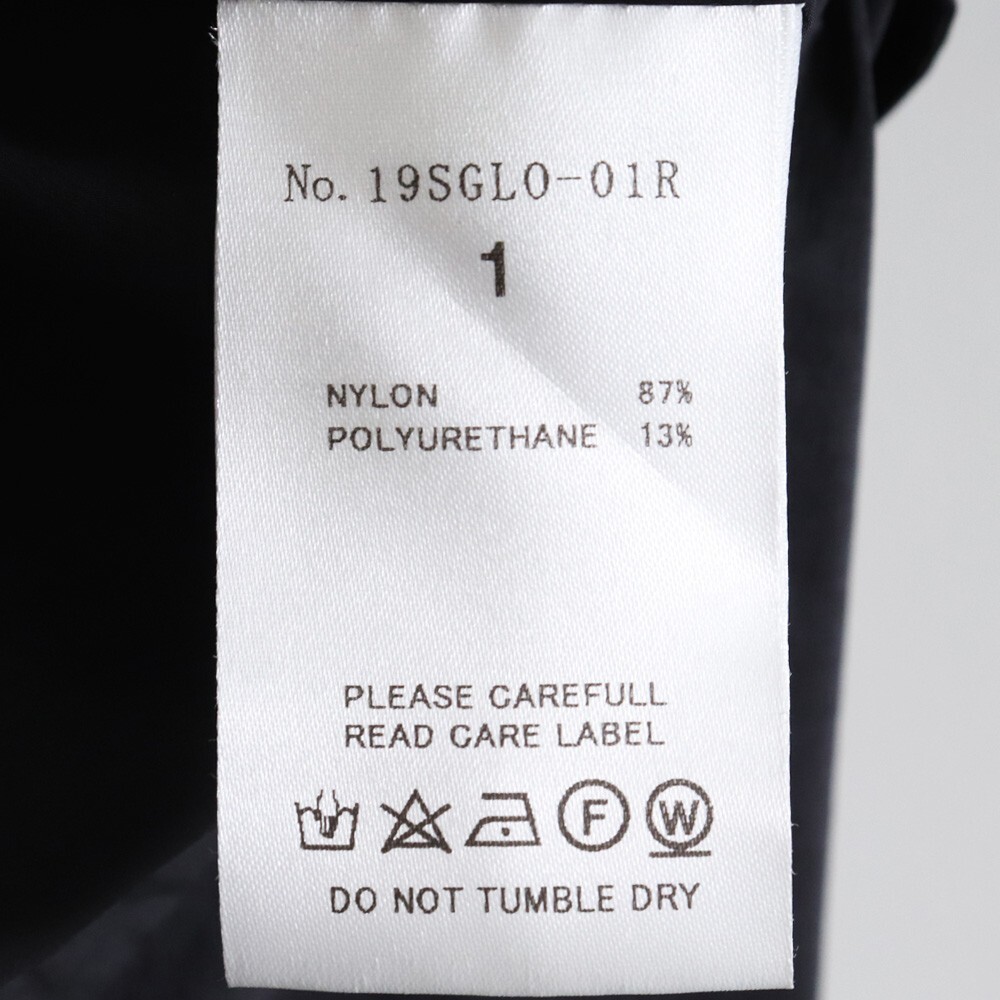 No. 19SGLO-01R
1
NYLON 87%
POLYURETHANE 13%
PLEASE CAREFULL
READ CARE LABEL
F W
DO NOT TUMBLE DRY